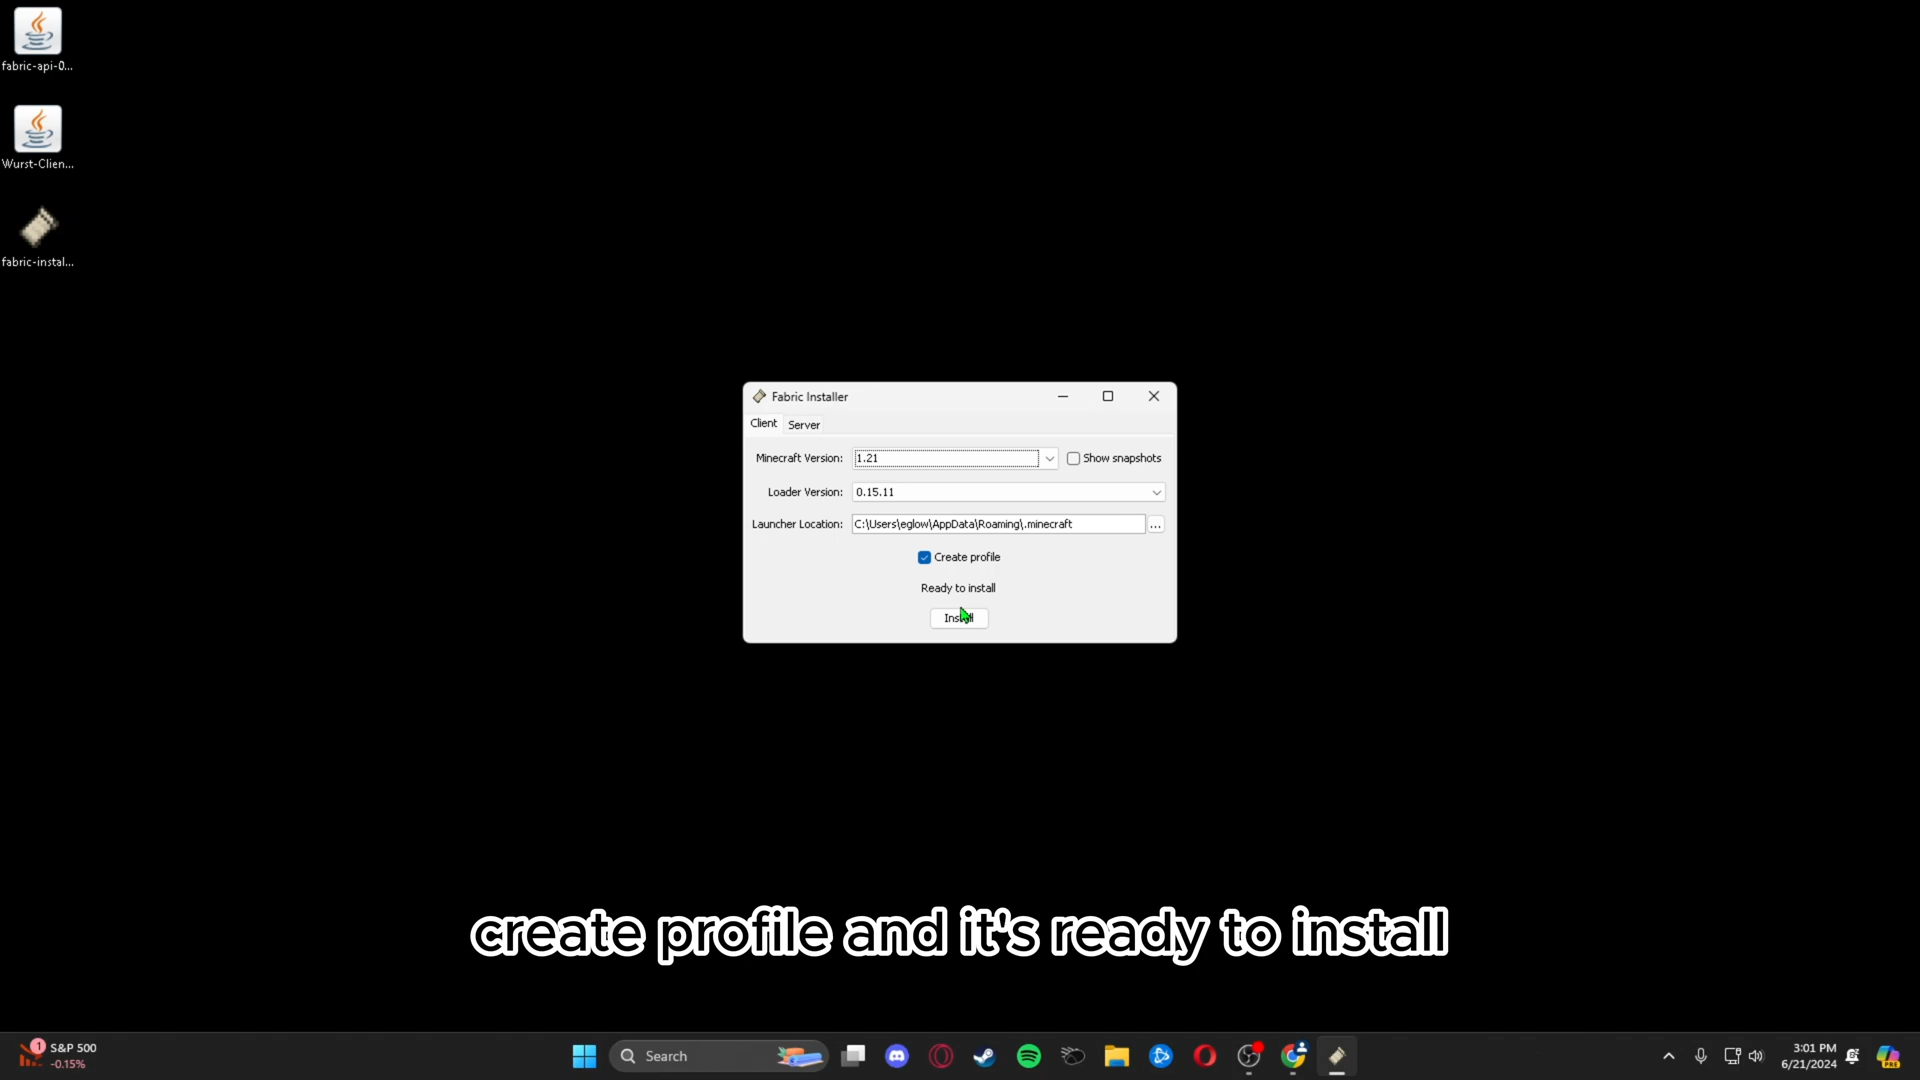 fabric-api-0...
Wurst-Clien...
fabric-instal...
Fabric Installer
Client Server
Minecraft Version: 1.21 Show snapshots
Loader Version: 0.15.11
Launcher Location: C:\Users\eglow\AppData\Roaming\.minecraft ...
Create profile
Ready to install
Install
create profile and it's ready to install
1 S&P 500
-0.15%
Search
3:01 PM
6/21/2024
PRE